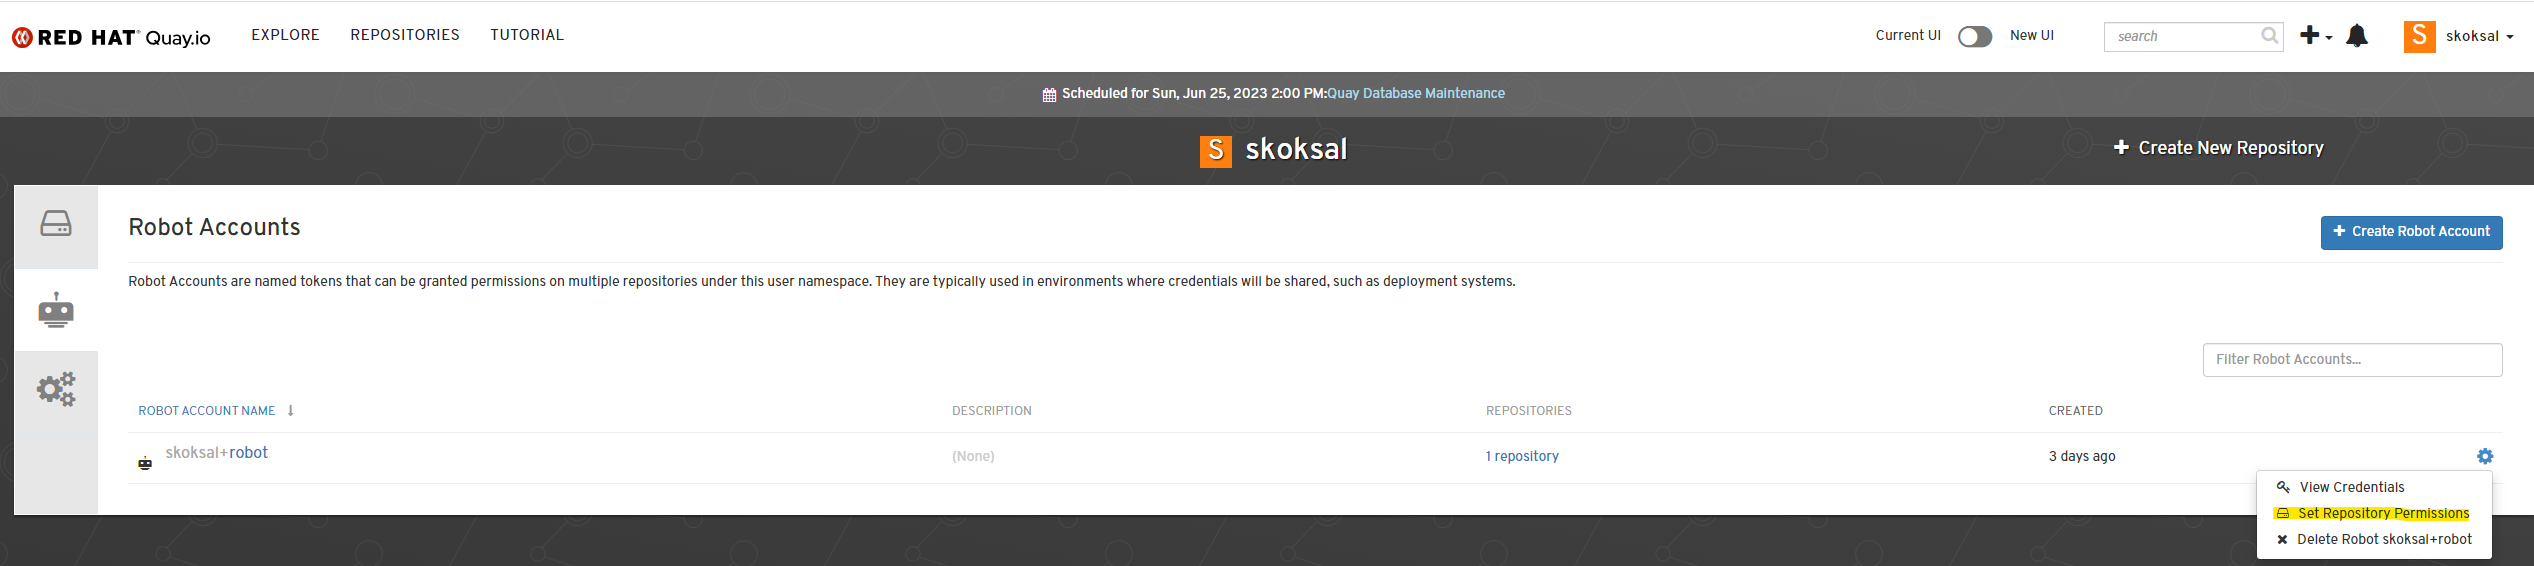 RED HAT Quay.io EXPLORE REPOSITORIES TUTORIAL Current UI New UI search S skoksal
Scheduled for Sun, Jun 25, 2023 2:00 PM:Quay Database Maintenance
S skoksal + Create New Repository
Robot Accounts + Create Robot Account
Robot Accounts are named tokens that can be granted permissions on multiple repositories under this user namespace. They are typically used in environments where credentials will be shared, such as deployment systems.
Filter Robot Accounts...
ROBOT ACCOUNT NAME DESCRIPTION REPOSITORIES CREATED
skoksal+robot (None) 1 repository 3 days ago
View Credentials
Set Repository Permissions
Delete Robot skoksal+robot